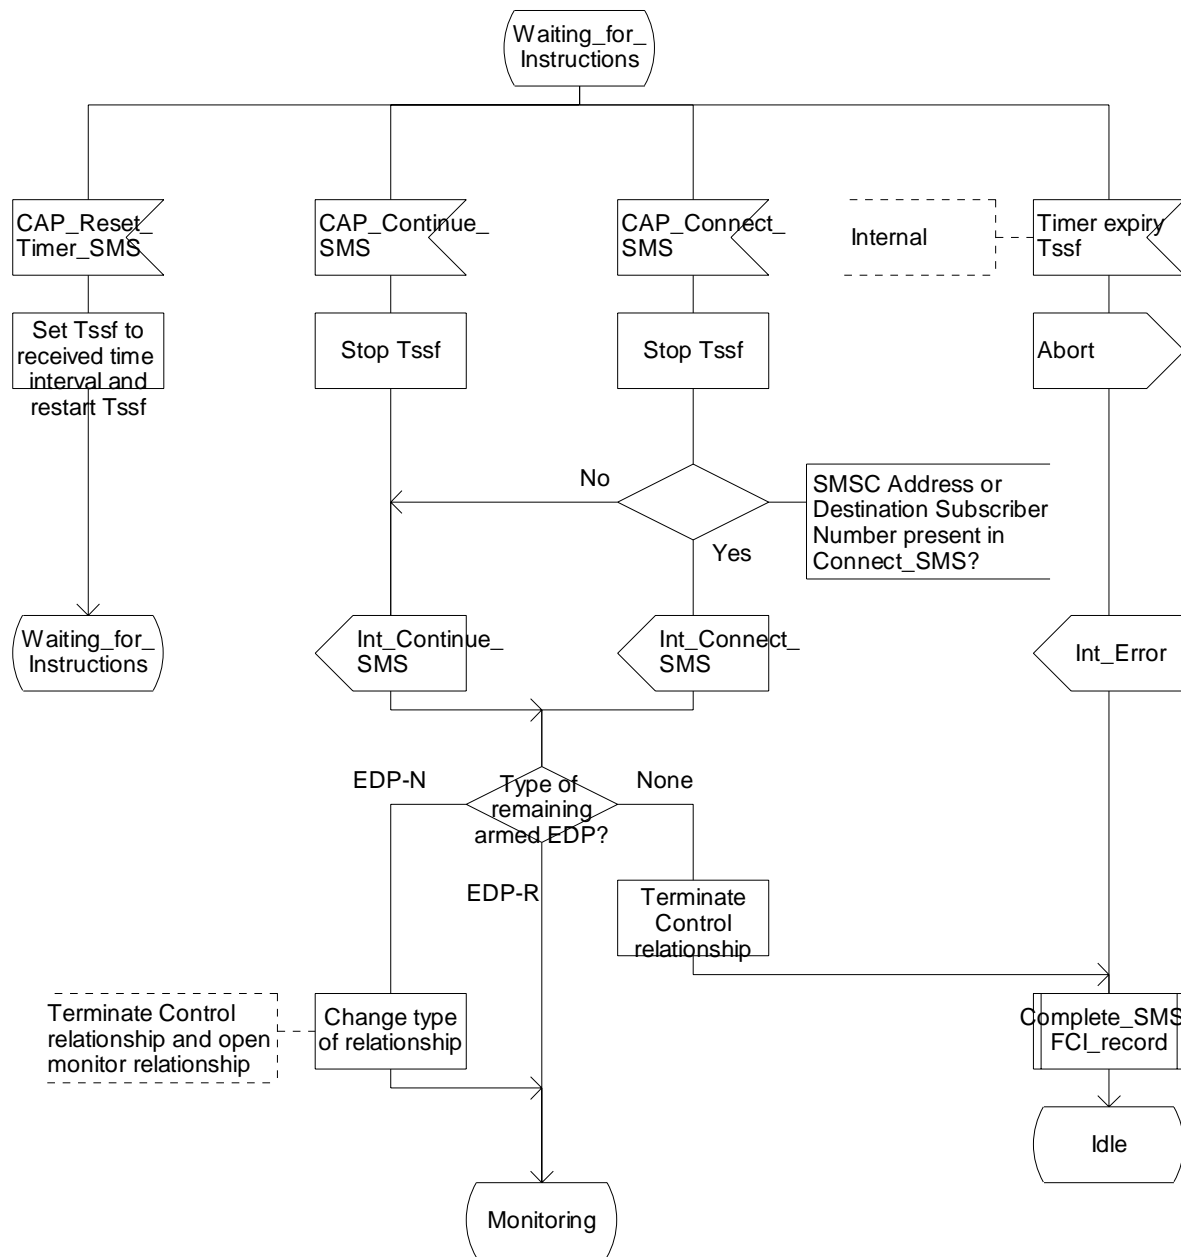 Waiting_for_
Instructions
CAP_Reset_
Timer_SMS
CAP_Continue_
SMS
CAP_Connect_
SMS
Internal
Timer expiry
Tssf
Set Tssf to
received time
interval and
restart Tssf
Stop Tssf
Stop Tssf
Abort
No
Yes
SMSC Address or
Destination Subscriber
Number present in
Connect_SMS?
Waiting_for_
Instructions
Int_Continue_
SMS
Int_Connect_
SMS
Int_Error
EDP-N
Type of
remaining
armed EDP?
None
EDP-R
Terminate
Control
relationship
Terminate Control
relationship and open
monitor relationship
Change type
of relationship
Complete_SMS
FCI_record
Idle
Monitoring